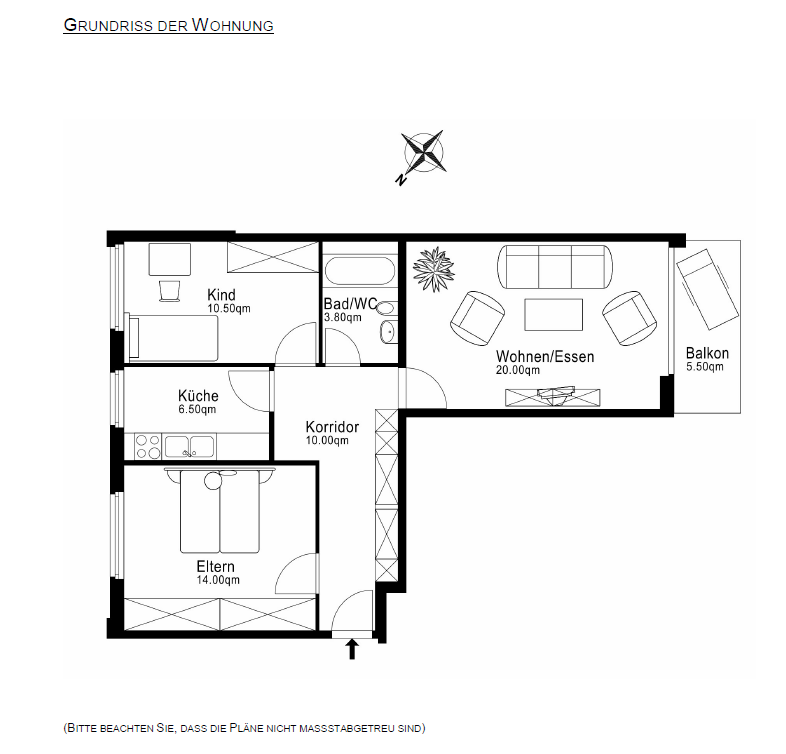 GRUNDRISS DER WOHNUNG
N
Kind
10.50qm
Bad/WC
3.80qm
Wohnen/Essen
20.00qm
Balkon
5.50qm
Küche
6.50qm
Korridor
10.00qm
Eltern
14.00qm
(BITTE BEACHTEN SIE, DASS DIE PLÄNE NICHT MASSSTABGETREU SIND)